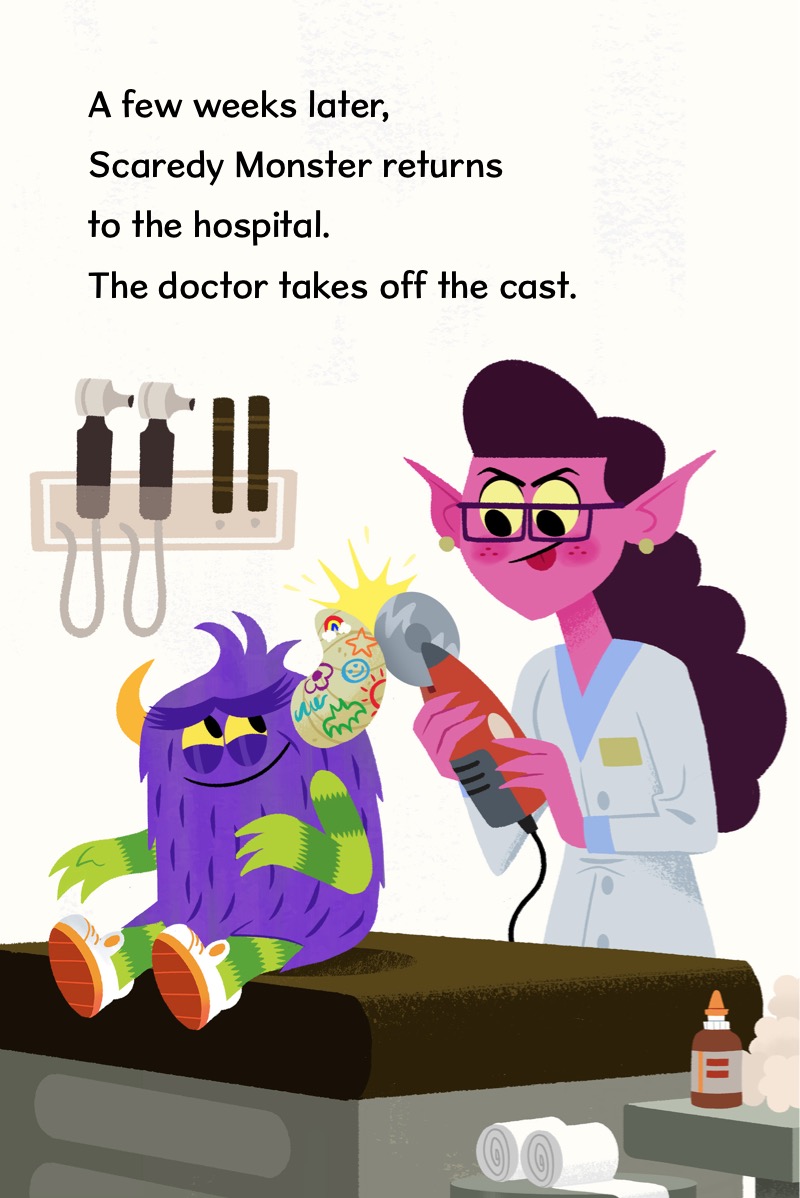 A few weeks later,
Scaredy Monster returns
to the hospital.
The doctor takes off the cast.